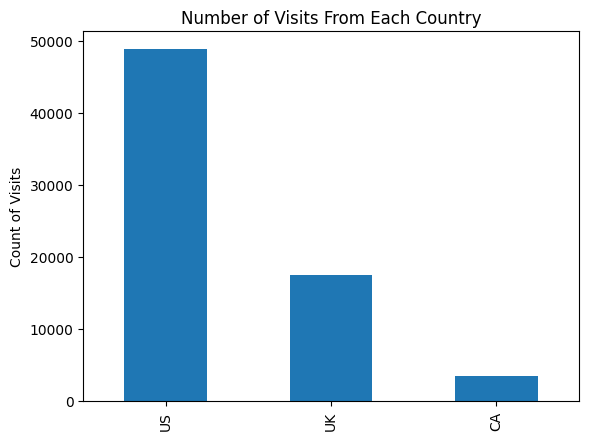 Number of Visits From Each Country
50000
40000
30000
20000
10000
0
Count of Visits
US
UK
CA